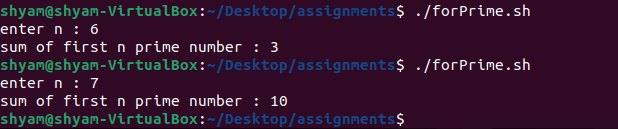 shyam@shyam-VirtualBox:~/Desktop/assignments$ ./forPrime.sh
enter n : 6
sum of first n prime number : 3
shyam@shyam-VirtualBox:~/Desktop/assignments$ ./forPrime.sh
enter n : 7
sum of first n prime number : 10
shyam@shyam-VirtualBox:~/Desktop/assignments$